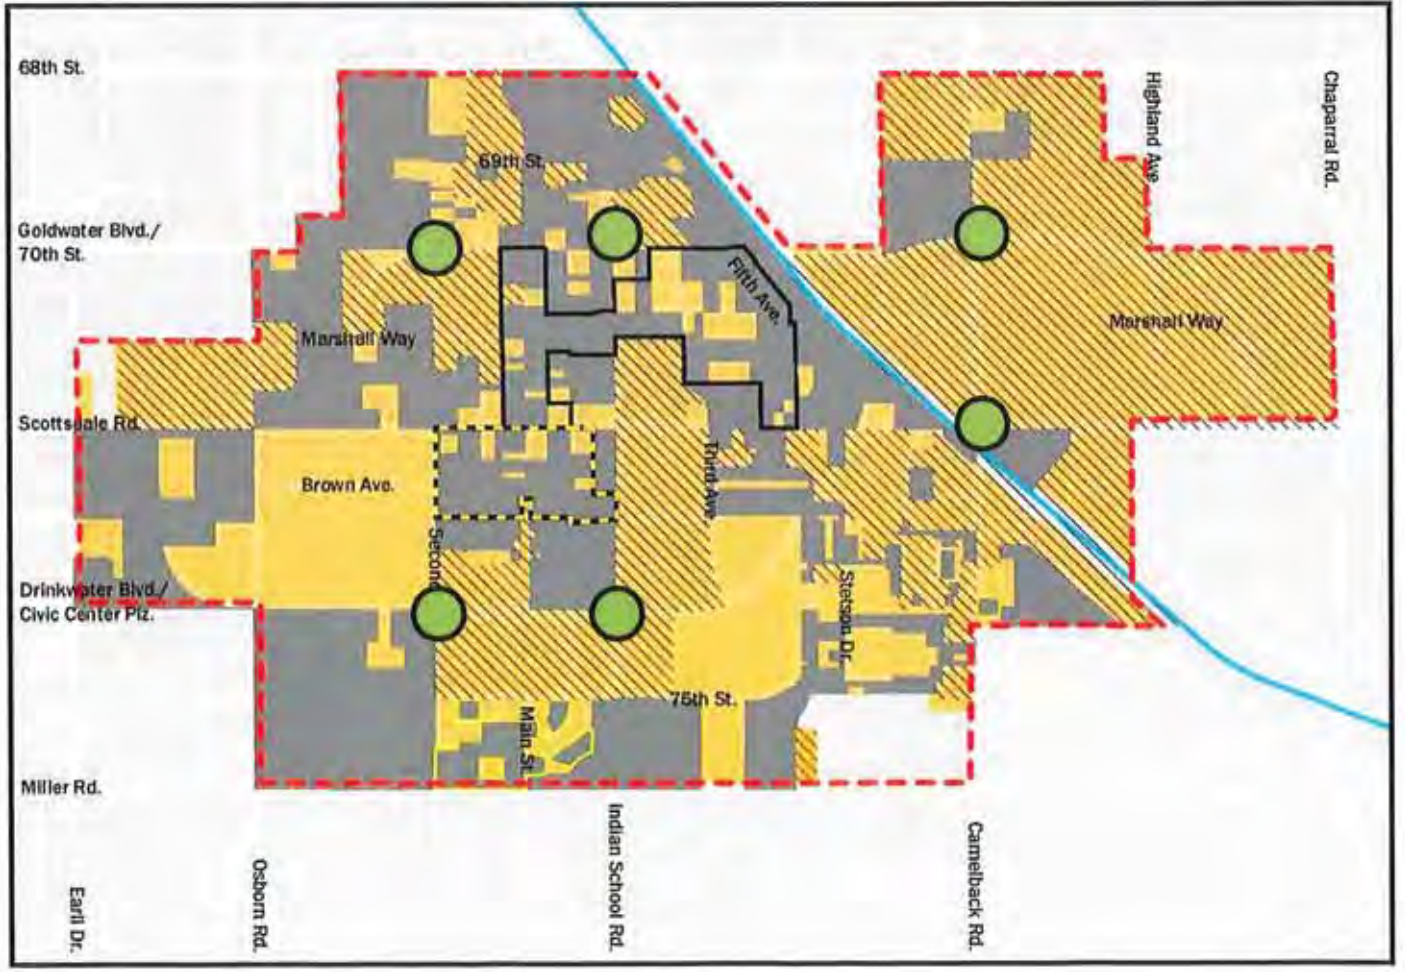 68th St.
Highland Ave
Chaparral Rd.
69th St.
Goldwater Blvd./
70th St.
Fifth Ave.
Marshall Way
Marshall Way
Scottsdale Rd.
Third Ave
Brown Ave.
Second
Drinkwater Blvd./
Civic Center Plz.
Stetson Dr.
75th St.
Main St.
Miller Rd.
Indian School Rd.
Camelback Rd.
Osborn Rd.
Earll Dr.